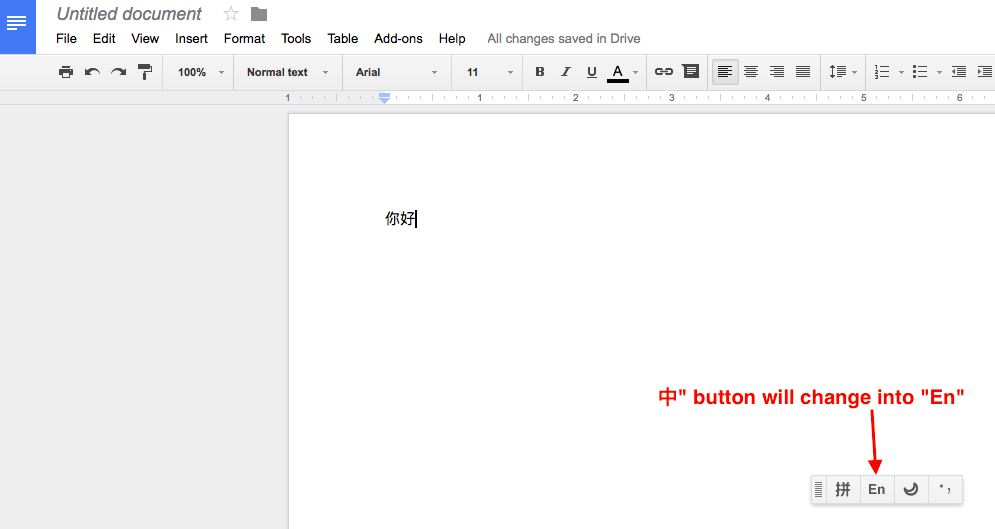 Untitled document
File Edit View Insert Format Tools Table Add-ons Help All changes saved in Drive
100% Normal text Arial 11 B I U A
1 1 2 3 4 5 6
你好
中" button will change into "En"
拼 En